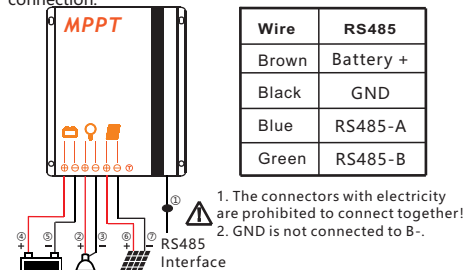 connection.
MPPT
⊕ ⊖ ⊕ ⊖ ⊕ ⊖
①
④ ⑤ ② ③ ⑥ ⑦
+ − + − + −
RS485
Interface
Wire RS485
Brown Battery +
Black GND
Blue RS485-A
Green RS485-B
1. The connectors with electricity
are prohibited to connect together!
2. GND is not connected to B-.